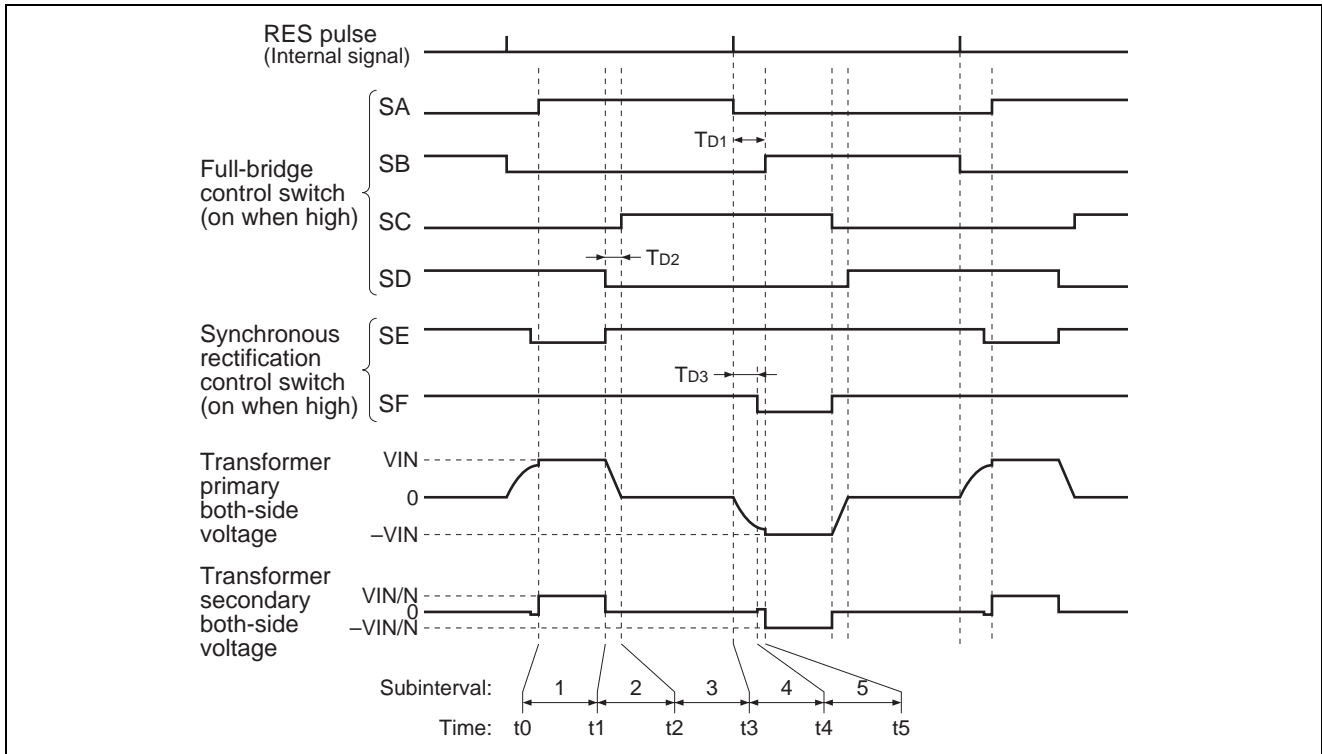 RES pulse
(Internal signal)
SA
TD1
Full-bridge
control switch
(on when high)
SB
SC
TD2
SD
Synchronous
rectification
control switch
(on when high)
SE
TD3
SF
Transformer
primary
both-side
voltage
VIN
0
–VIN
Transformer
secondary
both-side
voltage
VIN/N
0
–VIN/N
Subinterval: 1 2 3 4 5
Time: t0 t1 t2 t3 t4 t5